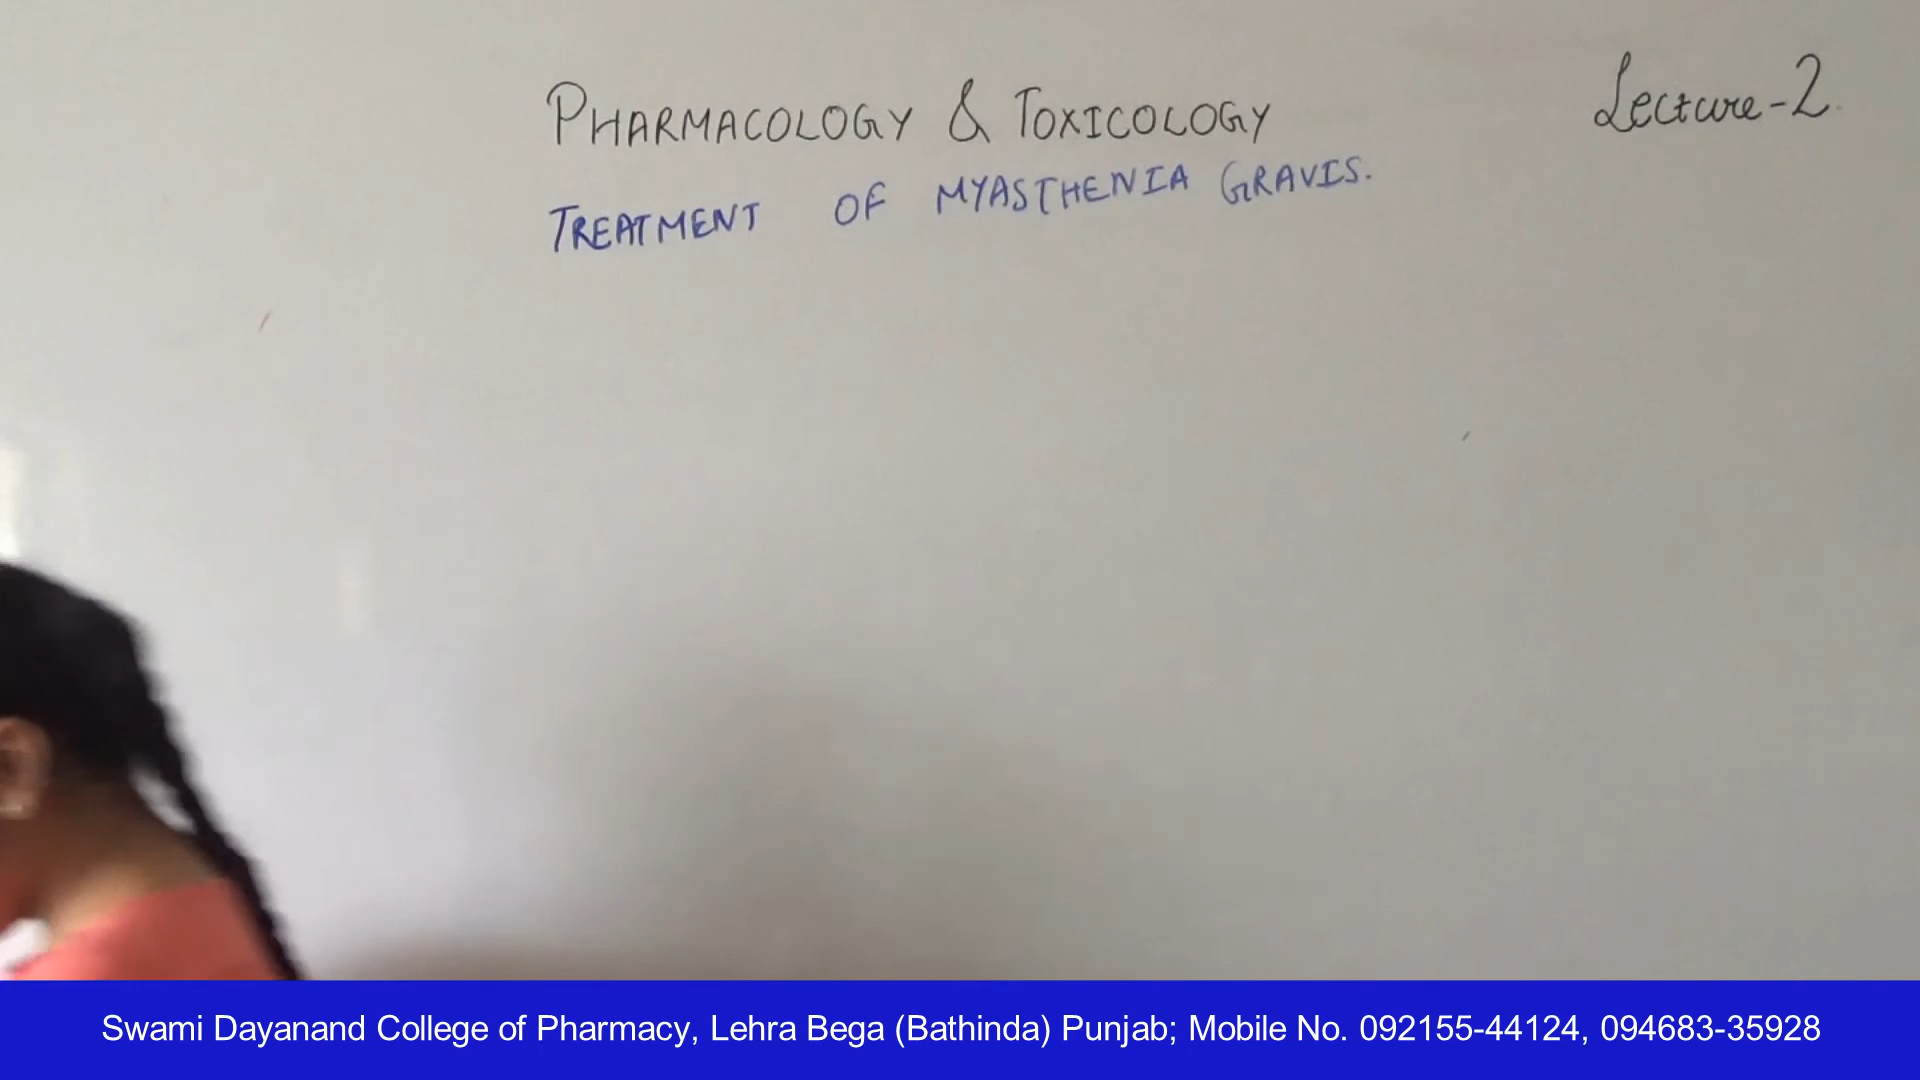 PHARMACOLOGY & TOXICOLOGY
Lecture-2
TREATMENT OF MYASTHENIA GRAVIS.
Swami Dayanand College of Pharmacy, Lehra Bega (Bathinda) Punjab; Mobile No. 092155-44124, 094683-35928